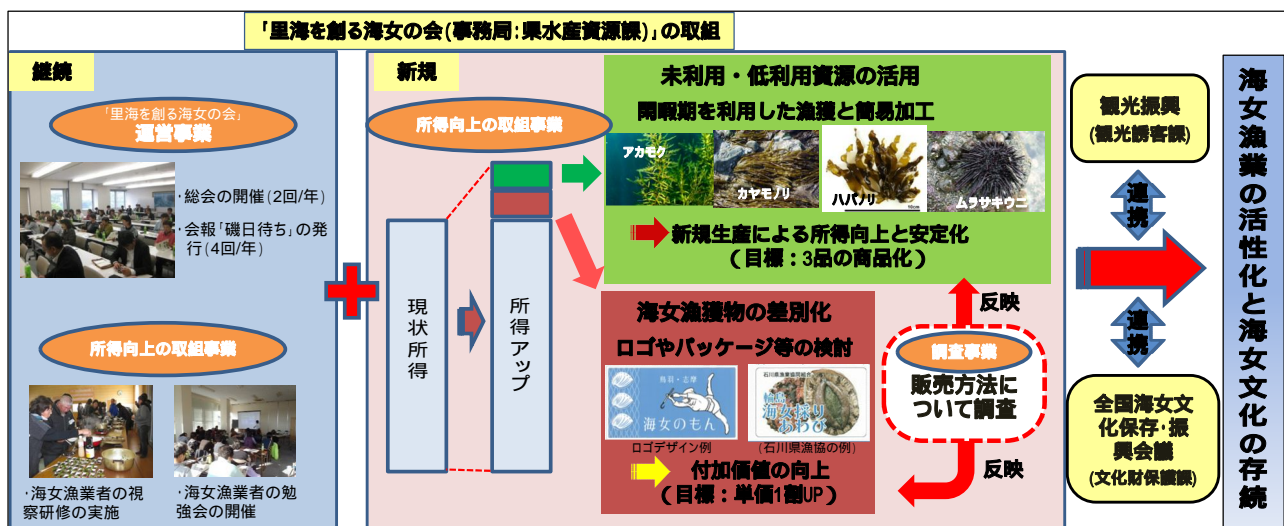 「里海を創る海女の会(事務局:県水産資源課)」の取組
継続
「里海を創る海女の会」
運営事業
・総会の開催(2回/年)
・会報「磯日待ち」の発
行(4回/年)
所得向上の取組事業
・海女漁業者の視
察研修の実施
・海女漁業者の勉
強会の開催
新規
所得向上の取組事業
現状所得
所得アップ
未利用・低利用資源の活用
閑暇期を利用した漁獲と簡易加工
アカモク
カヤモノリ
ハバノリ
ムラサキウニ
新規生産による所得向上と安定化
(目標:3品の商品化)
海女漁獲物の差別化
ロゴやパッケージ等の検討
鳥羽・志摩
海女のもん
ロゴデザイン例
石川県漁業協同組合
輪島
海女採り
あわび
(石川県漁協の例)
付加価値の向上
(目標:単価1割UP)
反映
調査事業
販売方法に
ついて調査
反映
観光振興
(観光誘客課)
連携
連携
全国海女文
化保存・振
興会議
(文化財保護課)
海女漁業の活性化と海女文化の存続